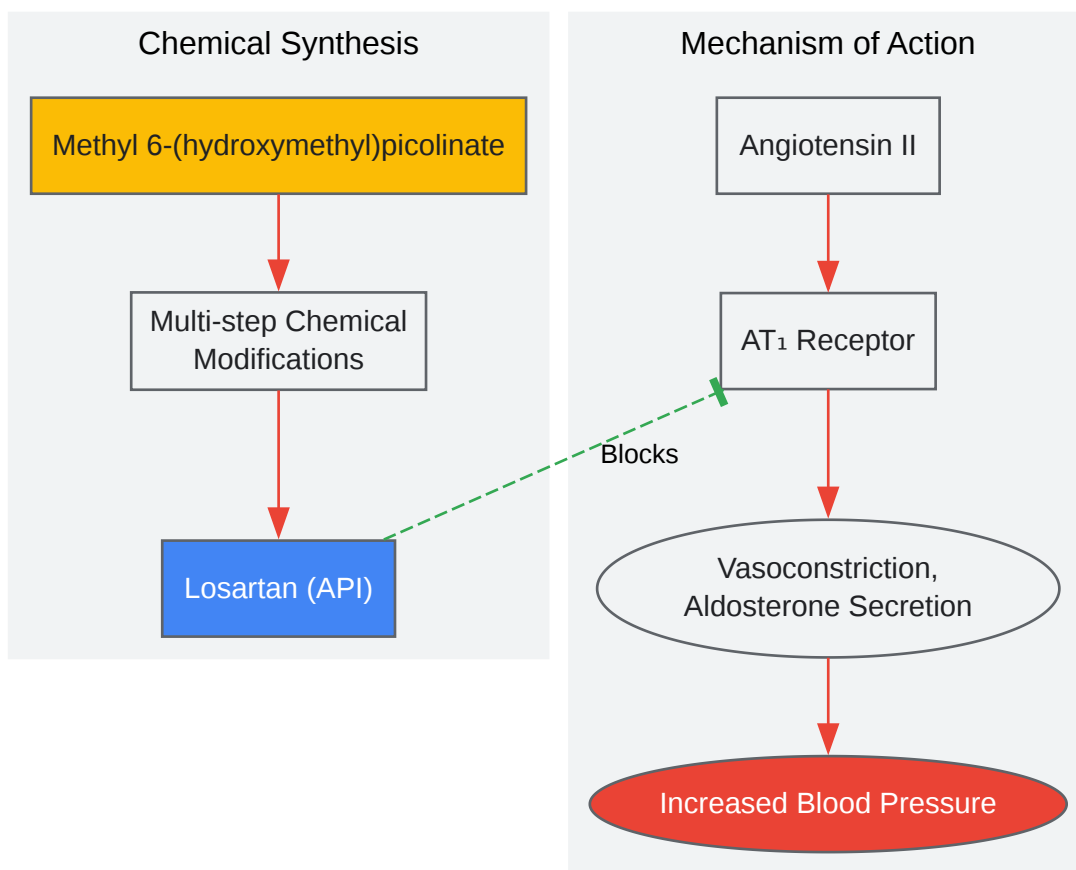 Chemical Synthesis
Methyl 6-(hydroxymethyl)picolinate
Multi-step Chemical
Modifications
Losartan (API)
Blocks
Mechanism of Action
Angiotensin II
AT₁ Receptor
Vasoconstriction,
Aldosterone Secretion
Increased Blood Pressure